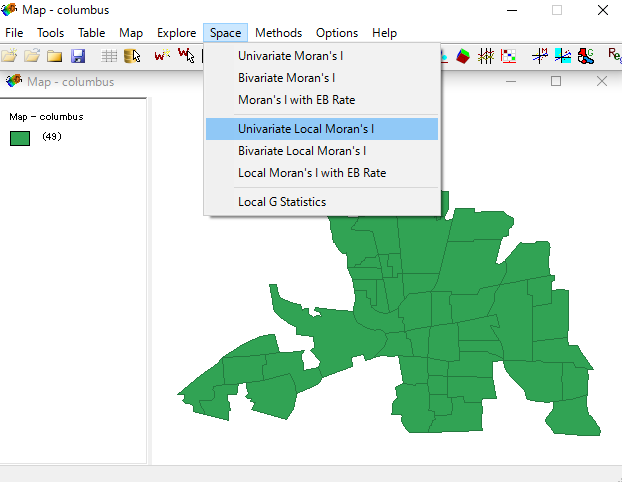 Map - columbus
File Tools Table Map Explore Space Methods Options Help
Map - columbus
Map - columbus
(49)
Univariate Moran's I
Bivariate Moran's I
Moran's I with EB Rate
Univariate Local Moran's I
Bivariate Local Moran's I
Local Moran's I with EB Rate
Local G Statistics